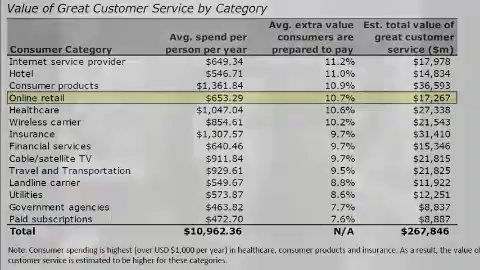 Value of Great Customer Service by Category
Consumer Category Avg. spend per person per year Avg. extra value consumers are prepared to pay Est. total value of great customer service ($m)
Internet service provider $649.34 11.2% $17,978
Hotel $546.71 11.0% $14,834
Consumer products $1,361.84 10.9% $36,593
Online retail $653.29 10.7% $17,267
Healthcare $1,047.04 10.6% $27,338
Wireless carrier $854.61 10.2% $21,543
Insurance $1,307.57 9.7% $31,410
Financial services $640.46 9.7% $15,346
Cable/satellite TV $911.84 9.7% $21,815
Travel and Transportation $929.61 9.5% $21,825
Landline carrier $549.67 8.8% $11,922
Utilities $573.87 8.6% $12,251
Government agencies $463.82 7.7% $8,837
Paid subscriptions $472.70 7.6% $8,887
Total $10,962.36 N/A $267,846
Note: Consumer spending is highest (over USD $1,000 per year) in healthcare, consumer products and insurance. As a result, the value of
customer service is estimated to be higher for these categories.